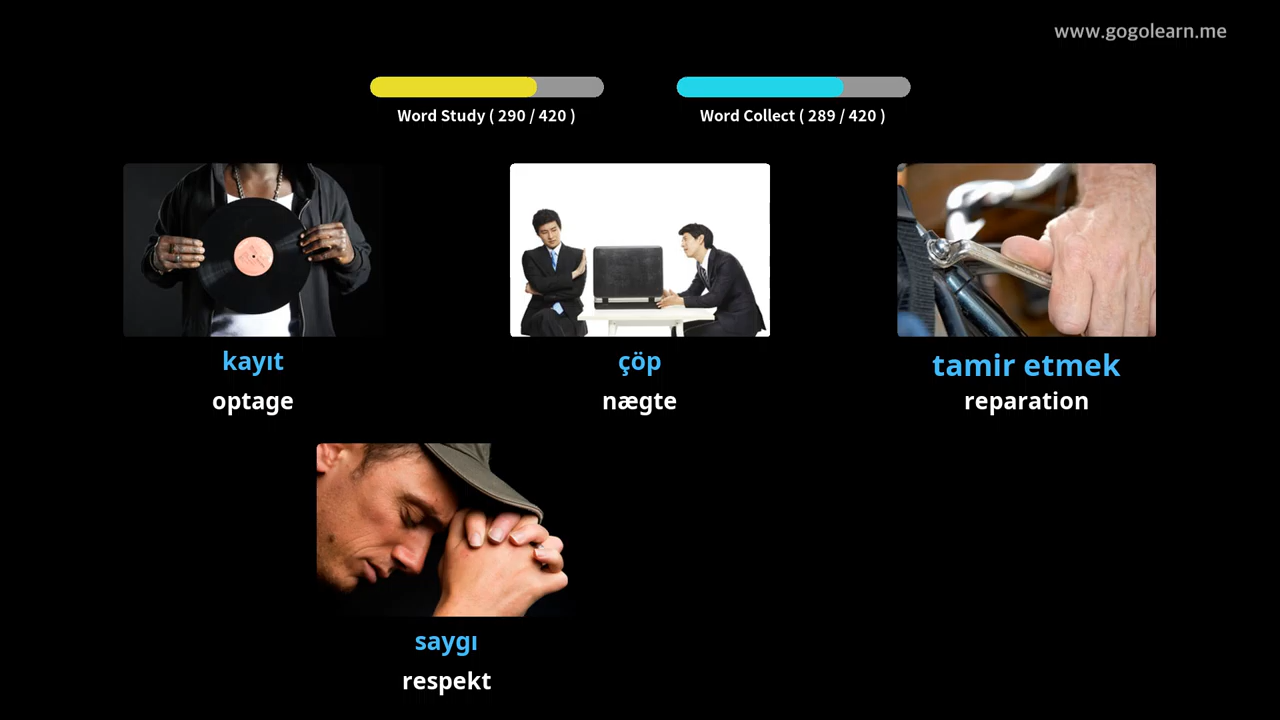 www.gogolearn.me
Word Study ( 290 / 420 )
Word Collect ( 289 / 420 )
kayıt
optage
çöp
nægte
tamir etmek
reparation
saygı
respekt